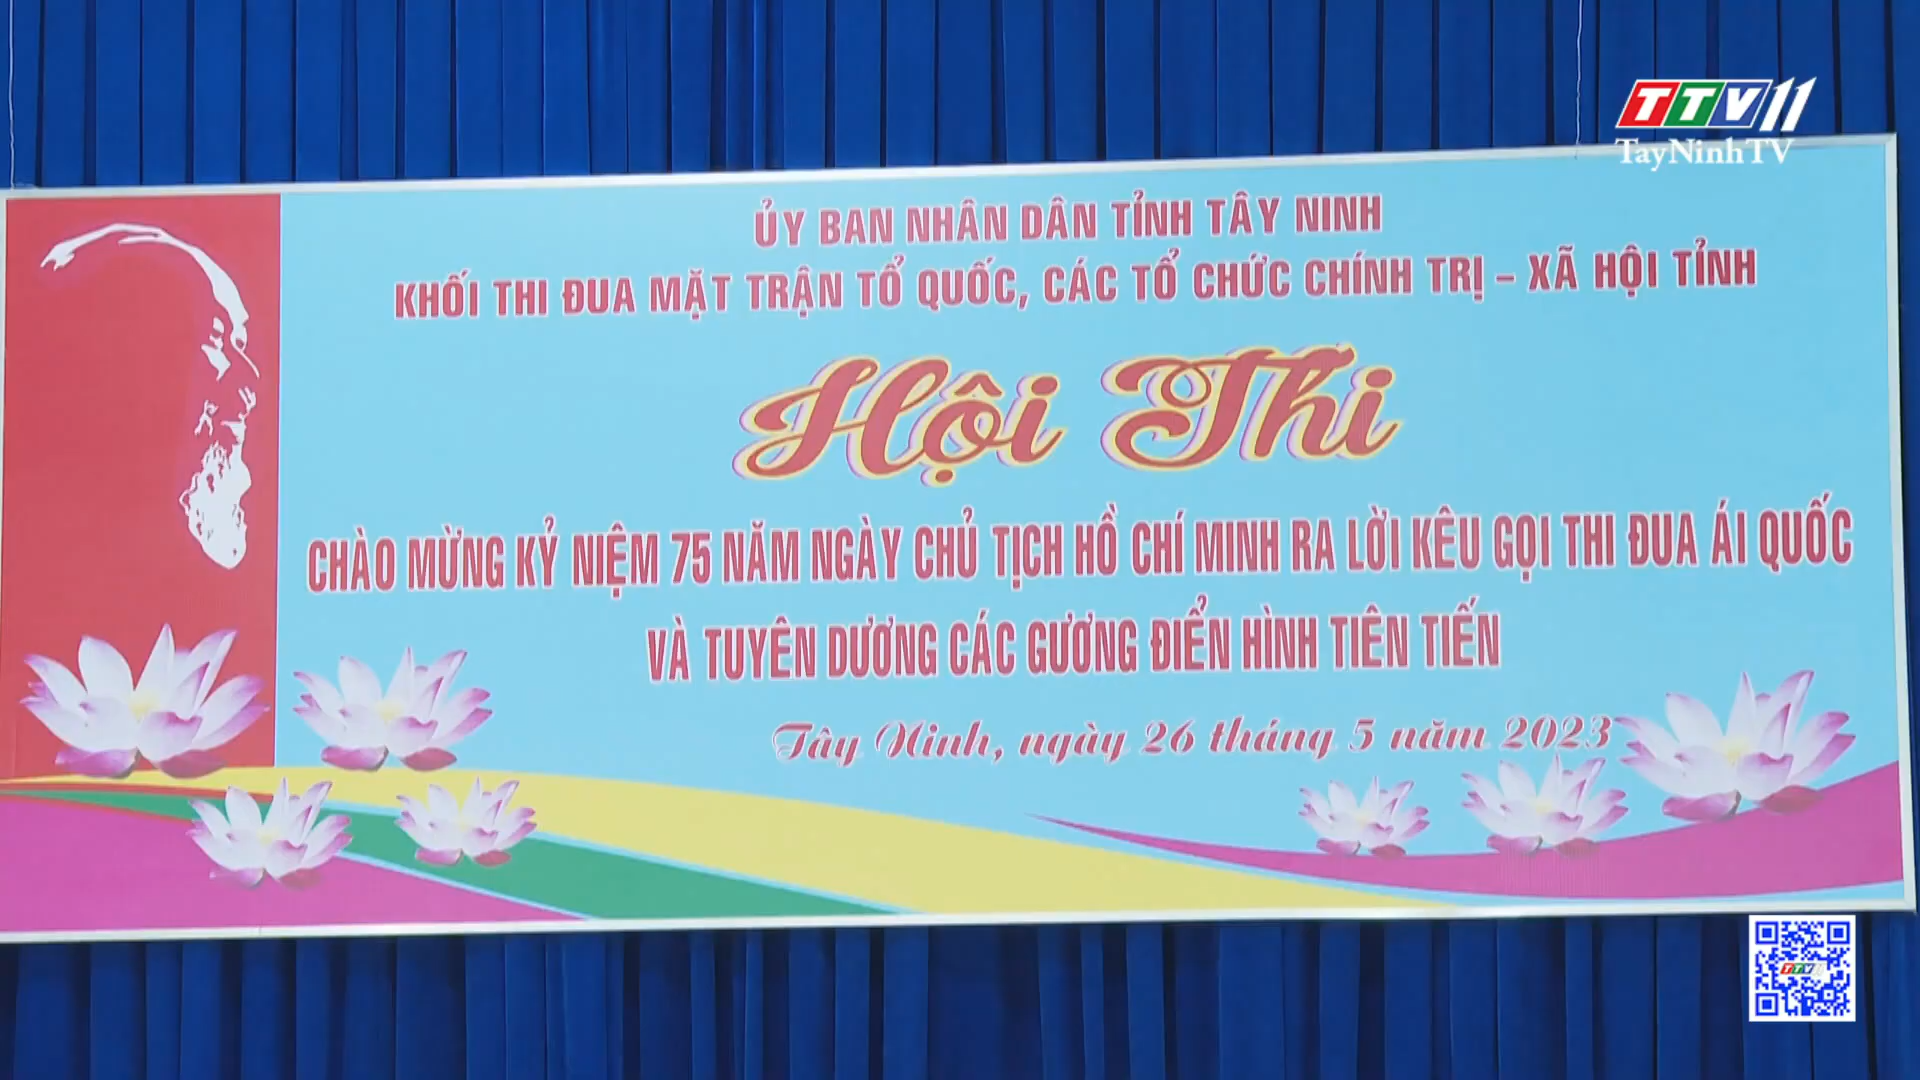 TTV11
TayNinhTV
ỦY BAN NHÂN DÂN TỈNH TÂY NINH
KHỐI THI ĐUA MẶT TRẬN TỔ QUỐC, CÁC TỔ CHỨC CHÍNH TRỊ – XÃ HỘI TỈNH
Hội Thi
CHÀO MỪNG KỶ NIỆM 75 NĂM NGÀY CHỦ TỊCH HỒ CHÍ MINH RA LỜI KÊU GỌI THI ĐUA ÁI QUỐC
VÀ TUYÊN DƯƠNG CÁC GƯƠNG ĐIỂN HÌNH TIÊN TIẾN
Tây Ninh, ngày 26 tháng 5 năm 2023
TTV11